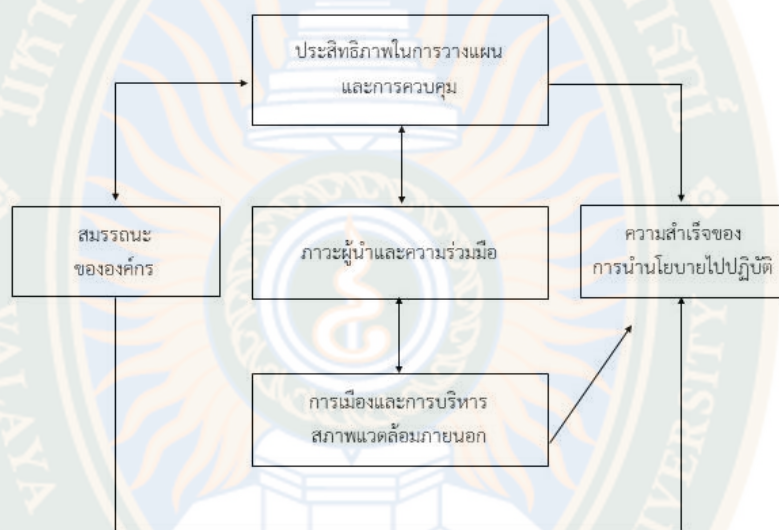 ประสิทธิภาพในการวางแผน
และการควบคุม
สมรรถนะ
ขององค์กร
ภาวะผู้นำและความร่วมมือ
ความสำเร็จของ
การนำนโยบายไปปฏิบัติ
การเมืองและการบริหาร
สภาพแวดล้อมภายนอก
VALAYA
UNIVERSITY